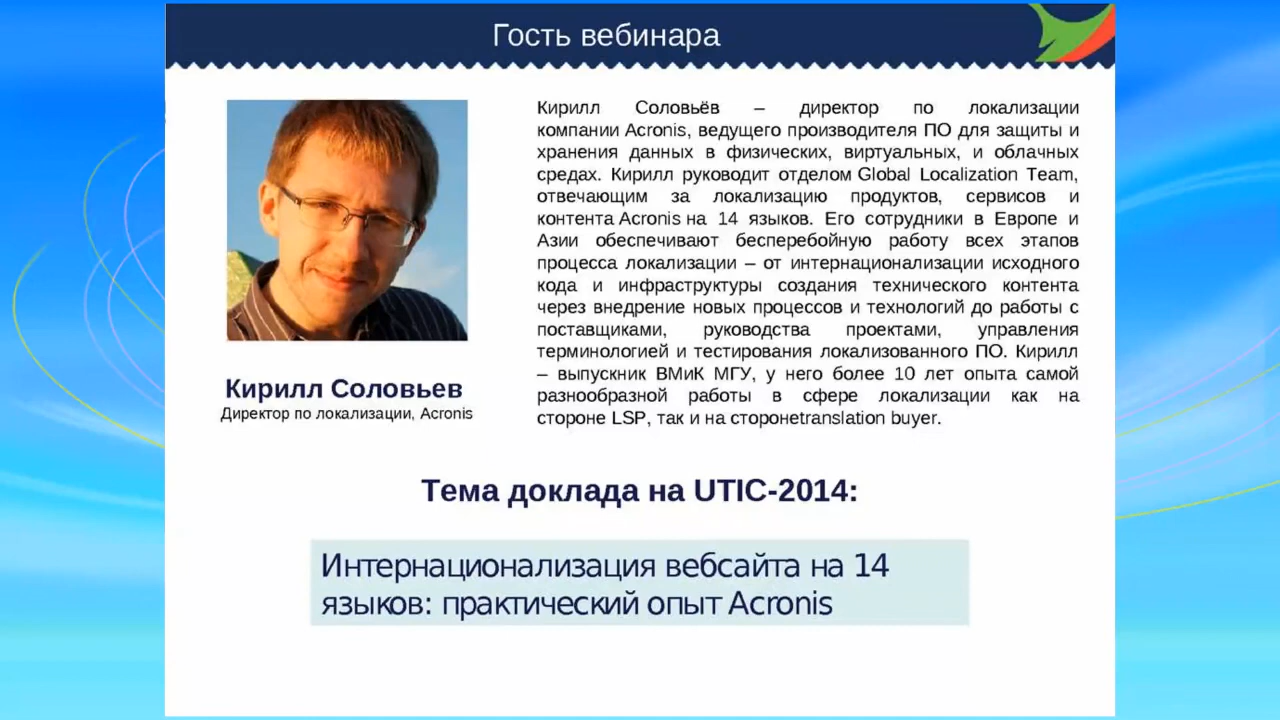 Гость вебинара
Кирилл Соловьёв – директор по локализации
компании Acronis, ведущего производителя ПО для защиты и
хранения данных в физических, виртуальных, и облачных
средах. Кирилл руководит отделом Global Localization Team,
отвечающим за локализацию продуктов, сервисов и
контента Acronis на 14 языков. Его сотрудники в Европе и
Азии обеспечивают бесперебойную работу всех этапов
процесса локализации – от интернационализации исходного
кода и инфраструктуры создания технического контента
через внедрение новых процессов и технологий до работы с
поставщиками, руководства проектами, управления
терминологией и тестирования локализованного ПО. Кирилл
– выпускник ВМиК МГУ, у него более 10 лет опыта самой
разнообразной работы в сфере локализации как на
стороне LSP, так и на сторонеtranslation buyer.
Кирилл Соловьев
Директор по локализации, Acronis
Тема доклада на UTIC-2014:
Интернационализация вебсайта на 14
языков: практический опыт Acronis